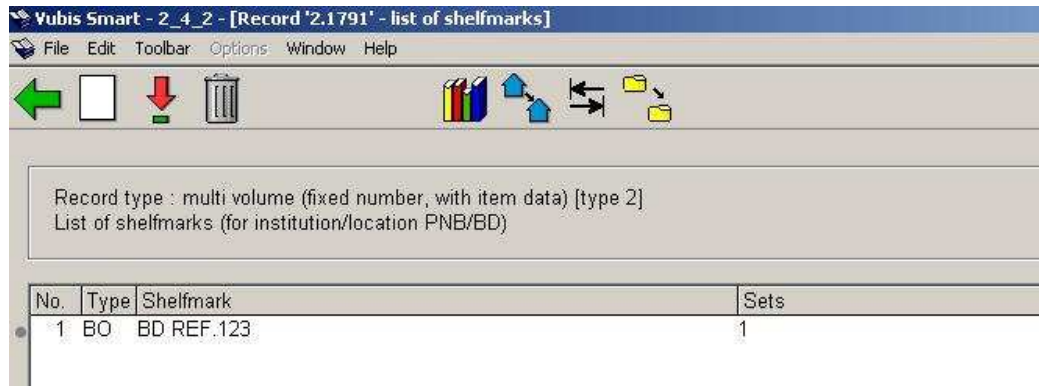 Vubis Smart - 2_4_2 - [Record '2.1791' - list of shelfmarks]
File Edit Toolbar Options Window Help
Record type : multi volume (fixed number, with item data) [type 2]
List of shelfmarks (for institution/location PNB/BD)
No. Type Shelfmark Sets
1 BO BD REF.123 1